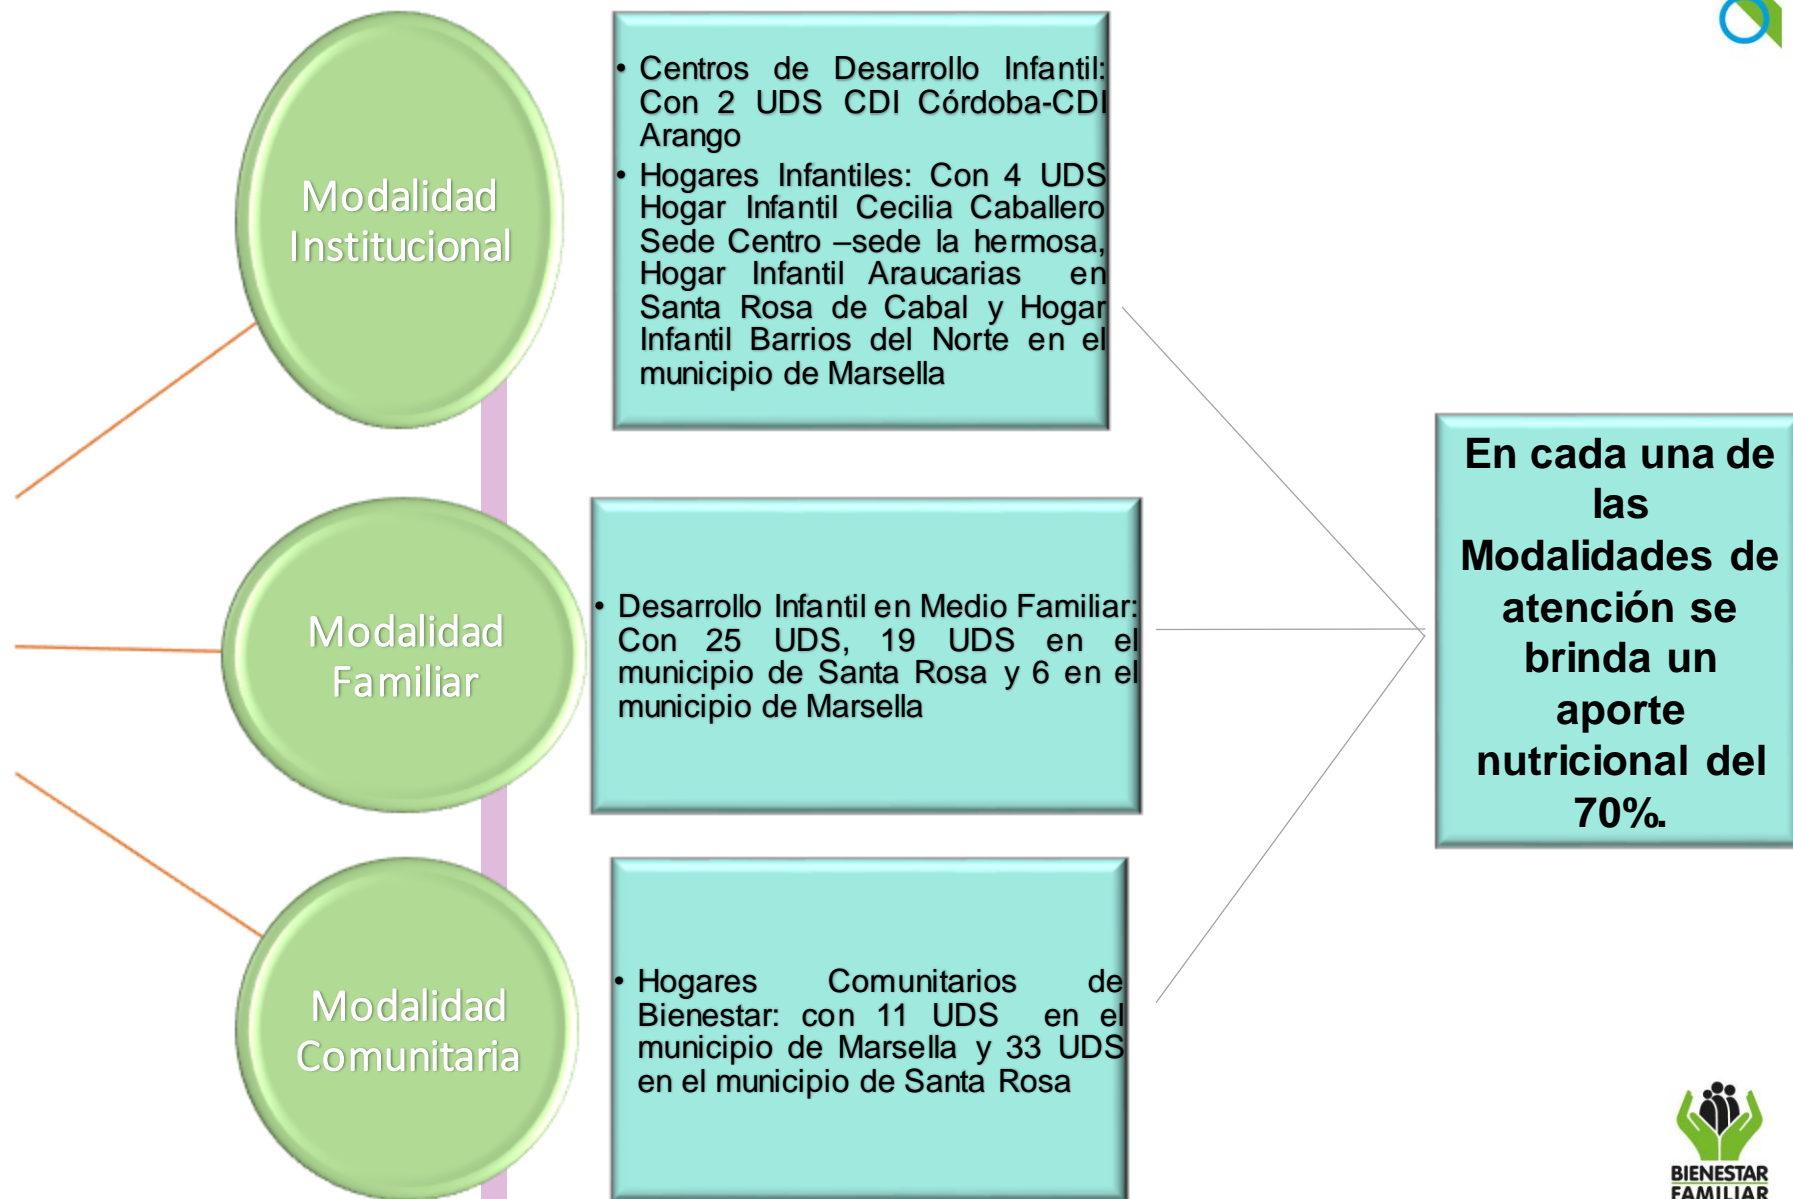 Modalidad
Institucional
• Centros de Desarrollo Infantil:
Con 2 UDS CDI Córdoba-CDI
Arango
• Hogares Infantiles: Con 4 UDS
Hogar Infantil Cecilia Caballero
Sede Centro –sede la hermosa,
Hogar Infantil Araucarias en
Santa Rosa de Cabal y Hogar
Infantil Barrios del Norte en el
municipio de Marsella
Modalidad
Familiar
• Desarrollo Infantil en Medio Familiar:
Con 25 UDS, 19 UDS en el
municipio de Santa Rosa y 6 en el
municipio de Marsella
Modalidad
Comunitaria
• Hogares Comunitarios de
Bienestar: con 11 UDS en el
municipio de Marsella y 33 UDS
en el municipio de Santa Rosa
En cada una de
las
Modalidades de
atención se
brinda un
aporte
nutricional del
70%.
BIENESTAR
FAMILIAR